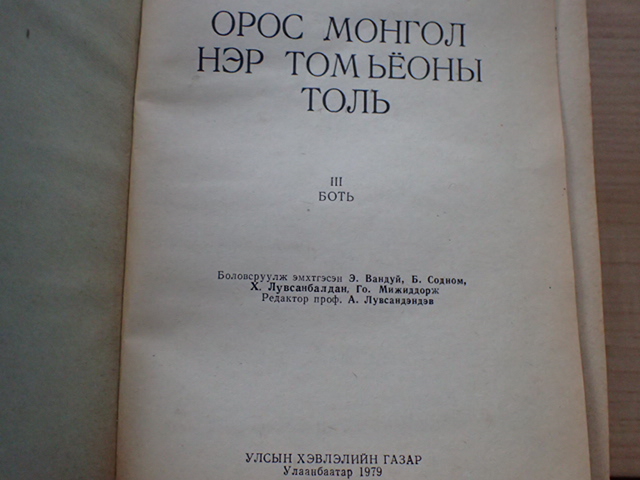 ОРОС МОНГОЛ
НЭР ТОМЬЁОНЫ
ТОЛЬ
III
БОТЬ
Боловсруулж эмхтгэсэн Э. Вандуй, Б. Содном,
Х. Лувсанбалдан, Го. Мижиддорж
Редактор проф. А. Лувсандэндэв
УЛСЫН ХЭВЛЭЛИЙН ГАЗАР
Улаанбаатар 1979